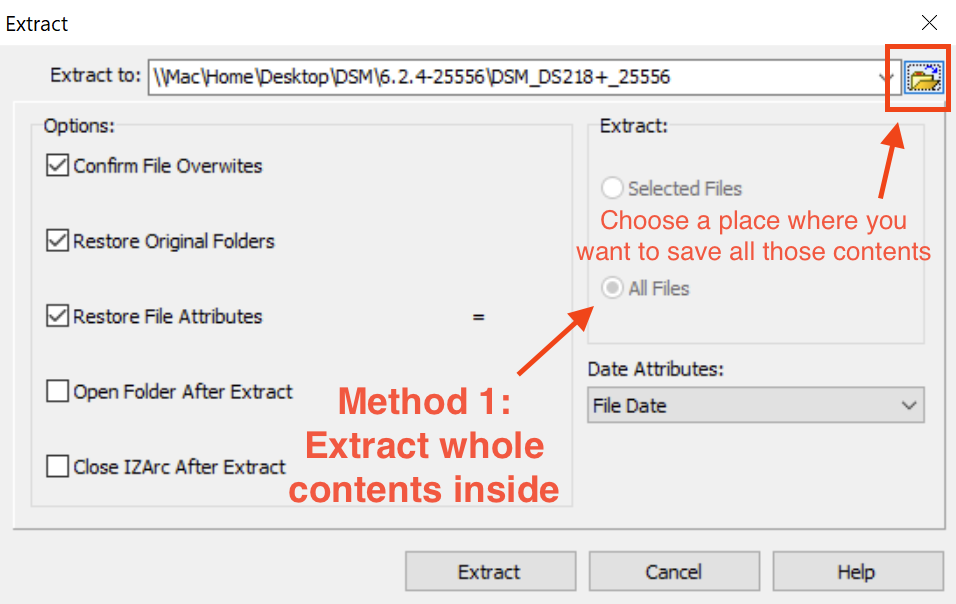 Extract
Extract to: \\Mac\Home\Desktop\DSM\6.2.4-25556\DSM_DS218+_25556
Options:
Confirm File Overwites
Restore Original Folders
Restore File Attributes
=
Open Folder After Extract
Close IZArc After Extract
Extract:
Selected Files
Choose a place where you
want to save all those contents
All Files
Method 1:
Extract whole
contents inside
Date Attributes:
File Date
Extract
Cancel
Help